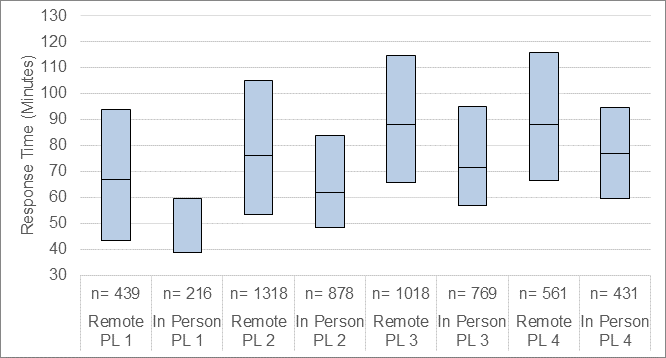 130
120
110
100
90
80
70
60
50
40
30
Response Time (Minutes)
n= 439 n= 216 n= 1318 n= 878 n= 1018 n= 769 n= 561 n= 431
Remote In Person Remote In Person Remote In Person Remote In Person
PL 1 PL 1 PL 2 PL 2 PL 3 PL 3 PL 4 PL 4